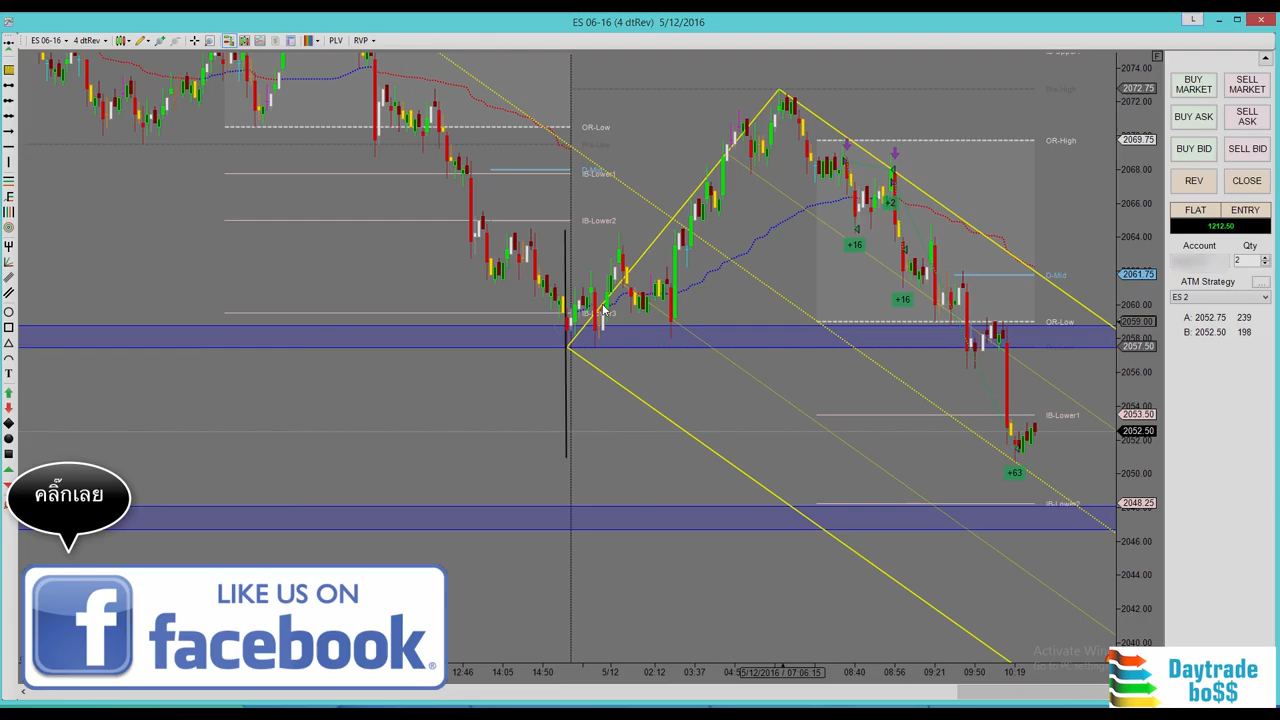 ES 06-16 (4 dtRev) 5/12/2016
L
ES 06-16 4 dtRev PLV RVP
F
OR-Low
D-Mid
IB-Lower1
IB-Lower2
OR-High
+2
+16
+16
D-Mid
OR-Low
IB-Lower1
+63
IB-Lower2
2074.00
2072.75
2072.00
2069.75
2068.00
2066.00
2064.00
2061.75
2060.00
2059.00
2057.50
2056.00
2054.00
2053.50
2052.50
2050.00
2048.25
2046.00
2044.00
2042.00
2040.00
12:46 14:05 14:50 5/12 02:12 03:37 5/12/2016 / 07:06:15 08:40 08:56 09:21 09:50 10:19
BUY MARKET
SELL MARKET
BUY ASK
SELL ASK
BUY BID
SELL BID
REV
CLOSE
FLAT
ENTRY
1212.50
Account
Qty
2
ATM Strategy
ES 2
A: 2052.75 239
B: 2052.50 198
คลิ๊กเลย
LIKE US ON
facebook®
Daytrade
bo$$